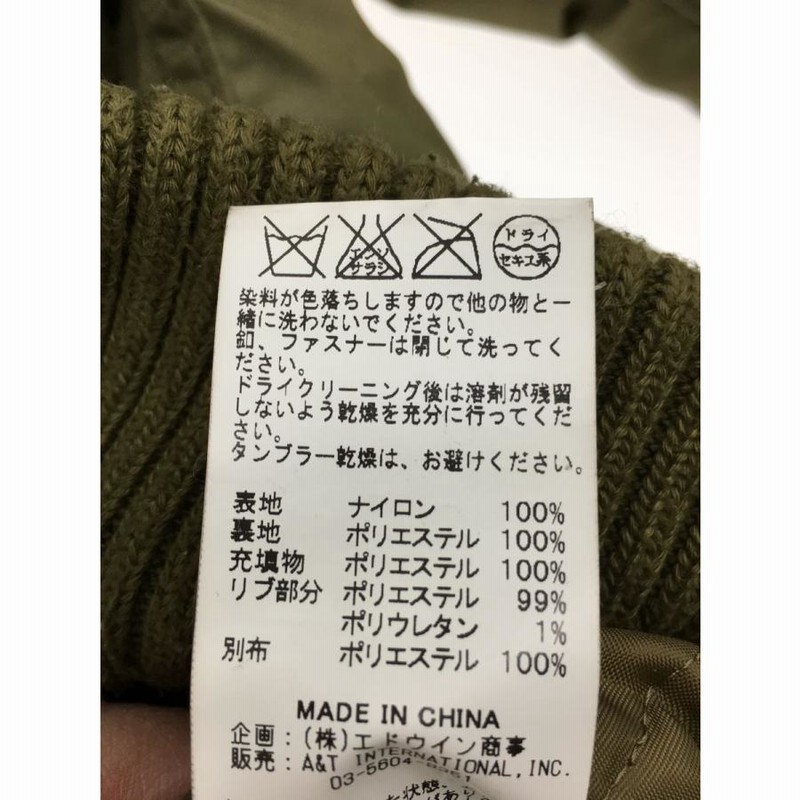 エンソ
サラシ
ドライ
セキユ系
染料が色落ちしますので他の物と一
緒に洗わないでください。
釦、ファスナーは閉じて洗ってく
ださい。
ドライクリーニング後は溶剤が残留
しないよう乾燥を充分に行ってくだ
さい。
タンブラー乾燥は、お避けください。
表地 ナイロン 100%
裏地 ポリエステル 100%
充填物 ポリエステル 100%
リブ部分 ポリエステル 99%
ポリウレタン 1%
別布 ポリエステル 100%
MADE IN CHINA
企画：(株)エドウイン商事
販売：A&T INTERNATIONAL,INC.
03-5604-
状態、